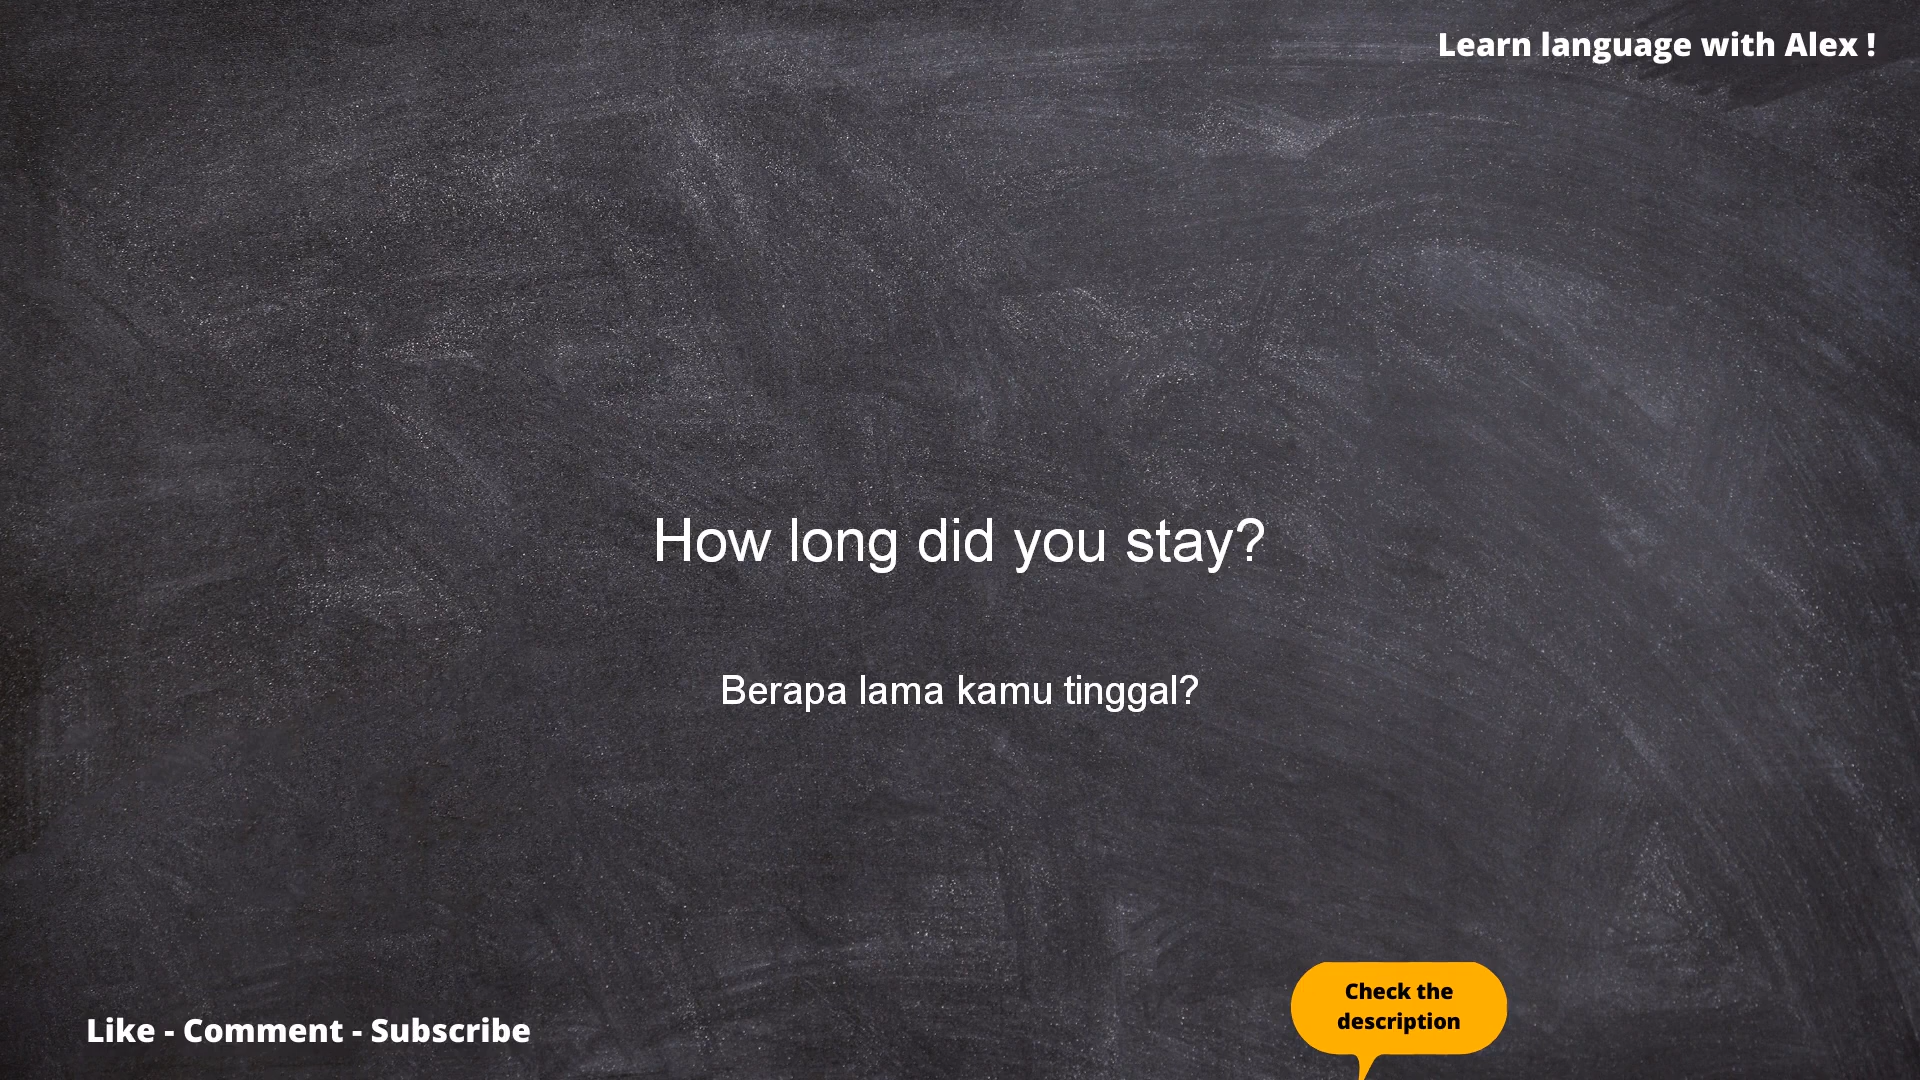 Learn language with Alex !
How long did you stay?
Berapa lama kamu tinggal?
Check the
description
Like - Comment - Subscribe